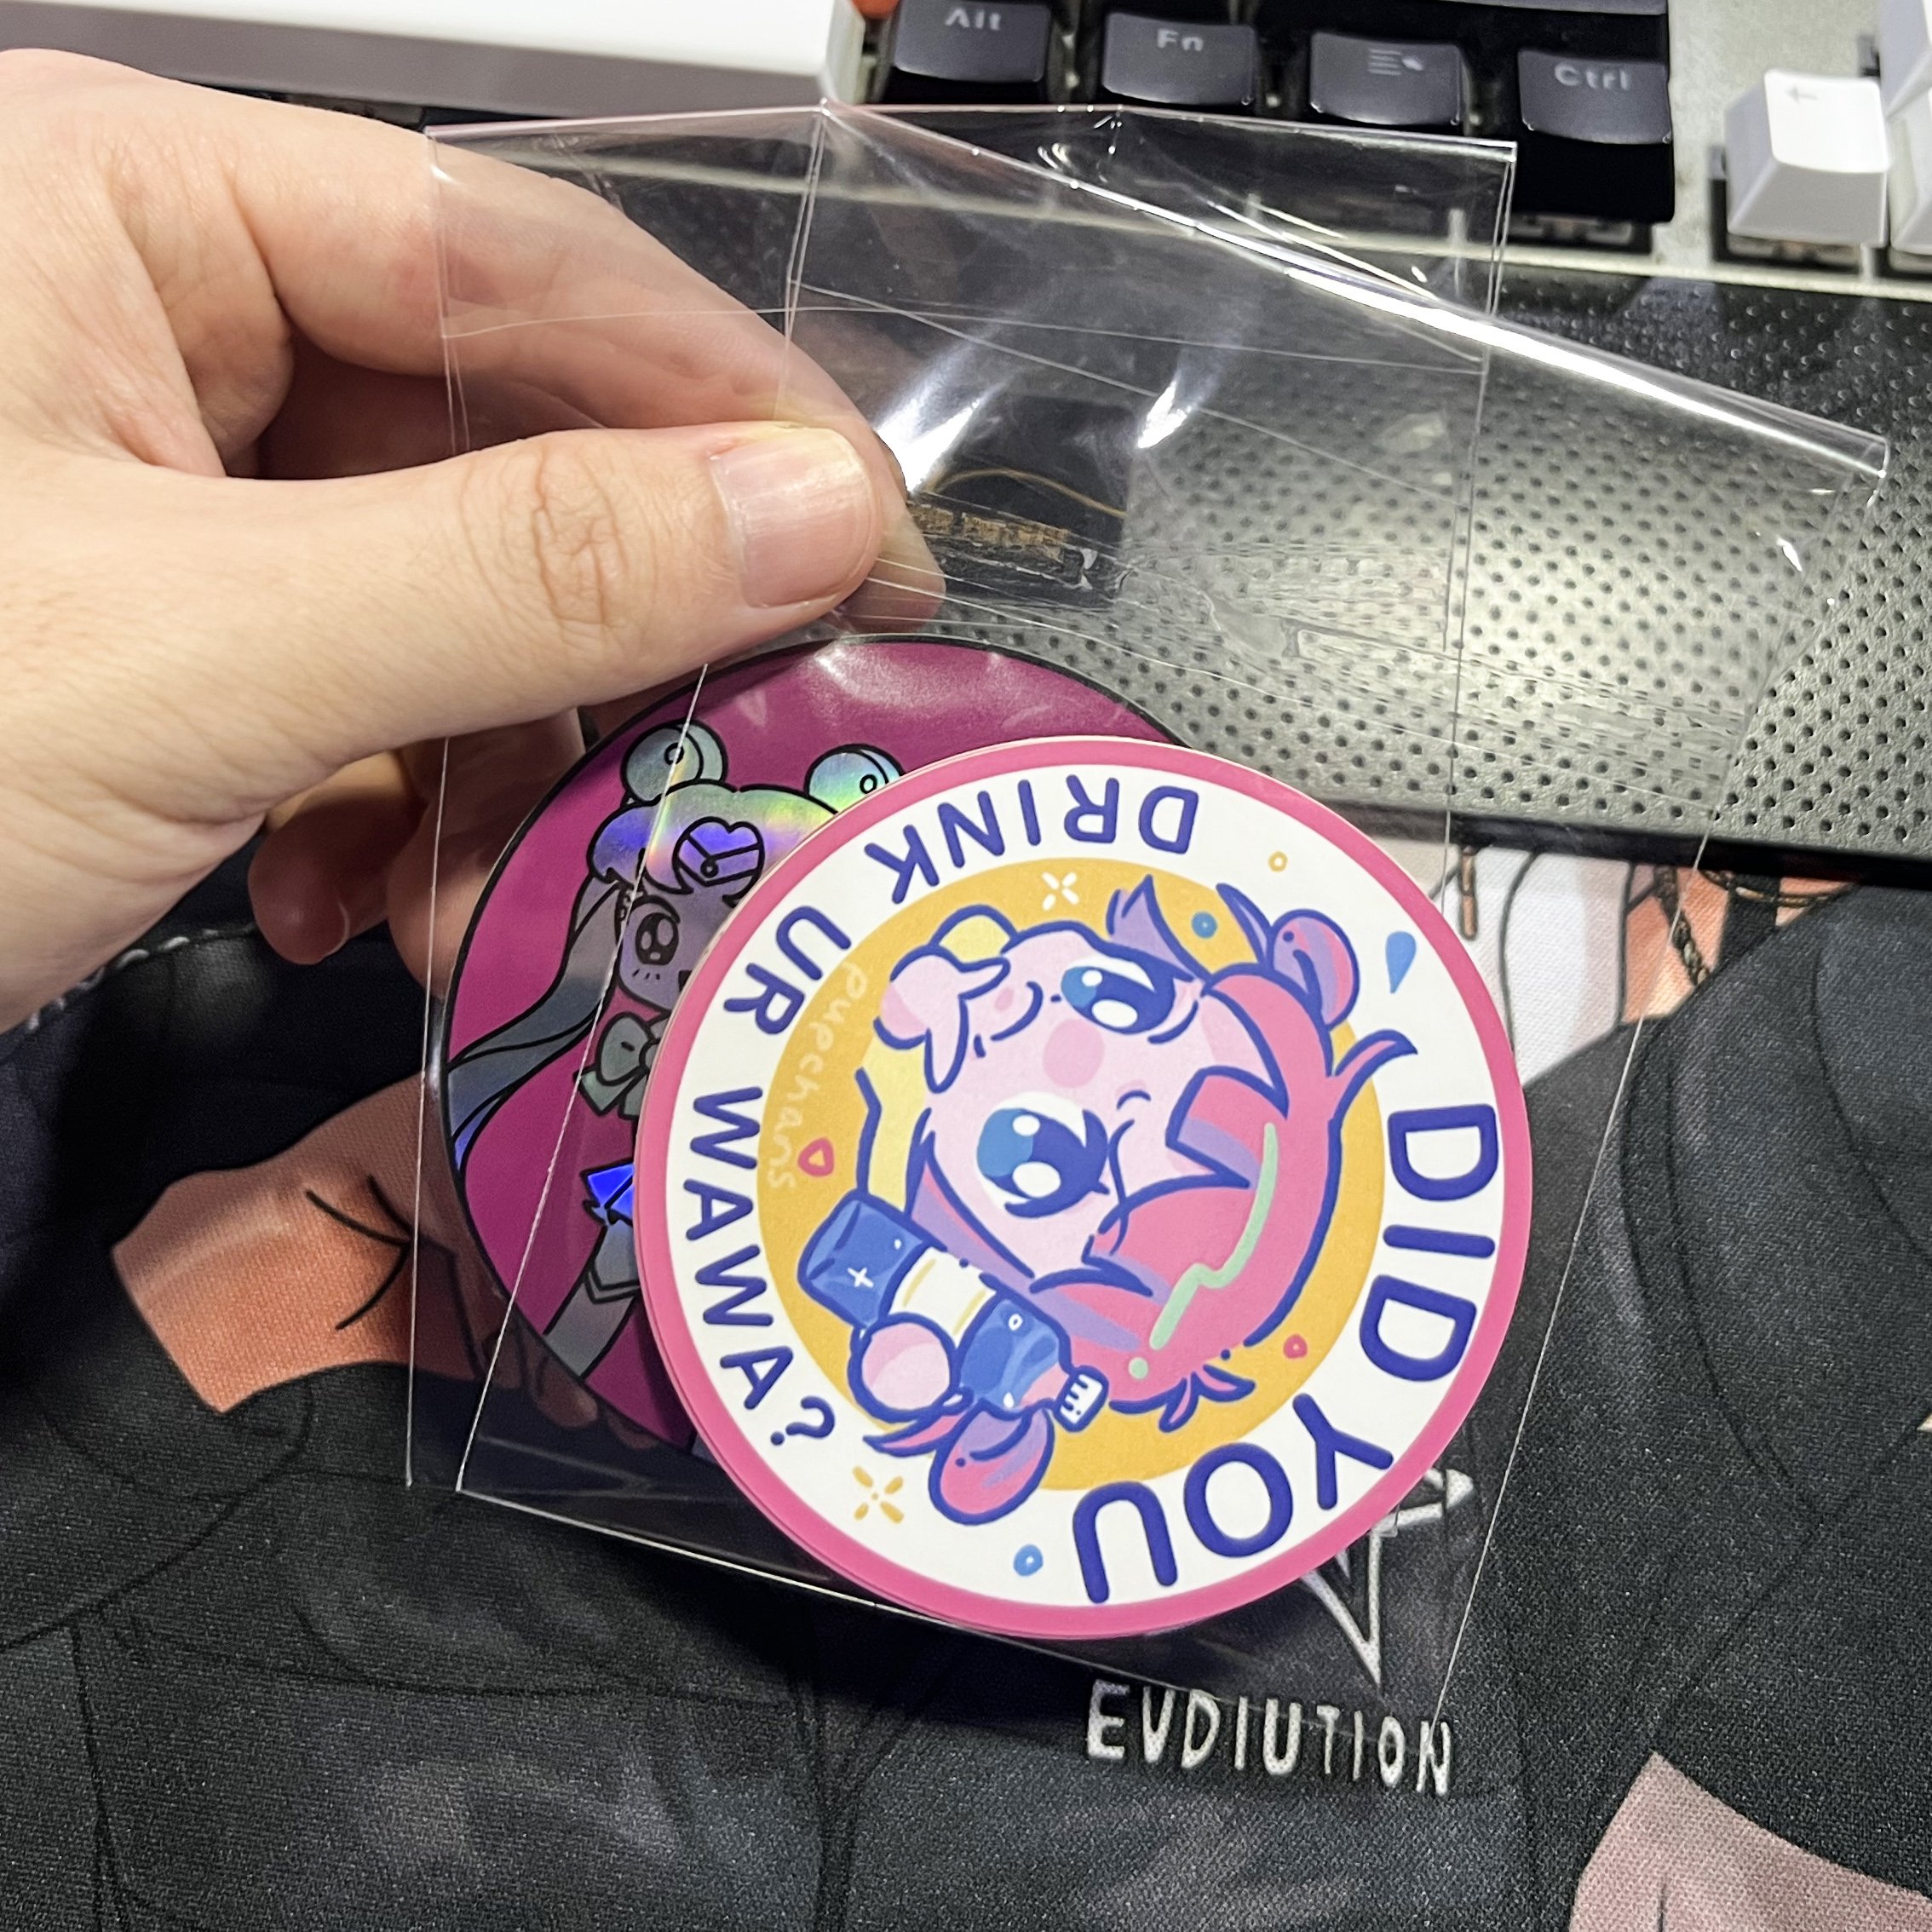 Alt
Fn
Ctrl
DID YOU
DRINK UR WAWA?
pupchans
EVDIUTION